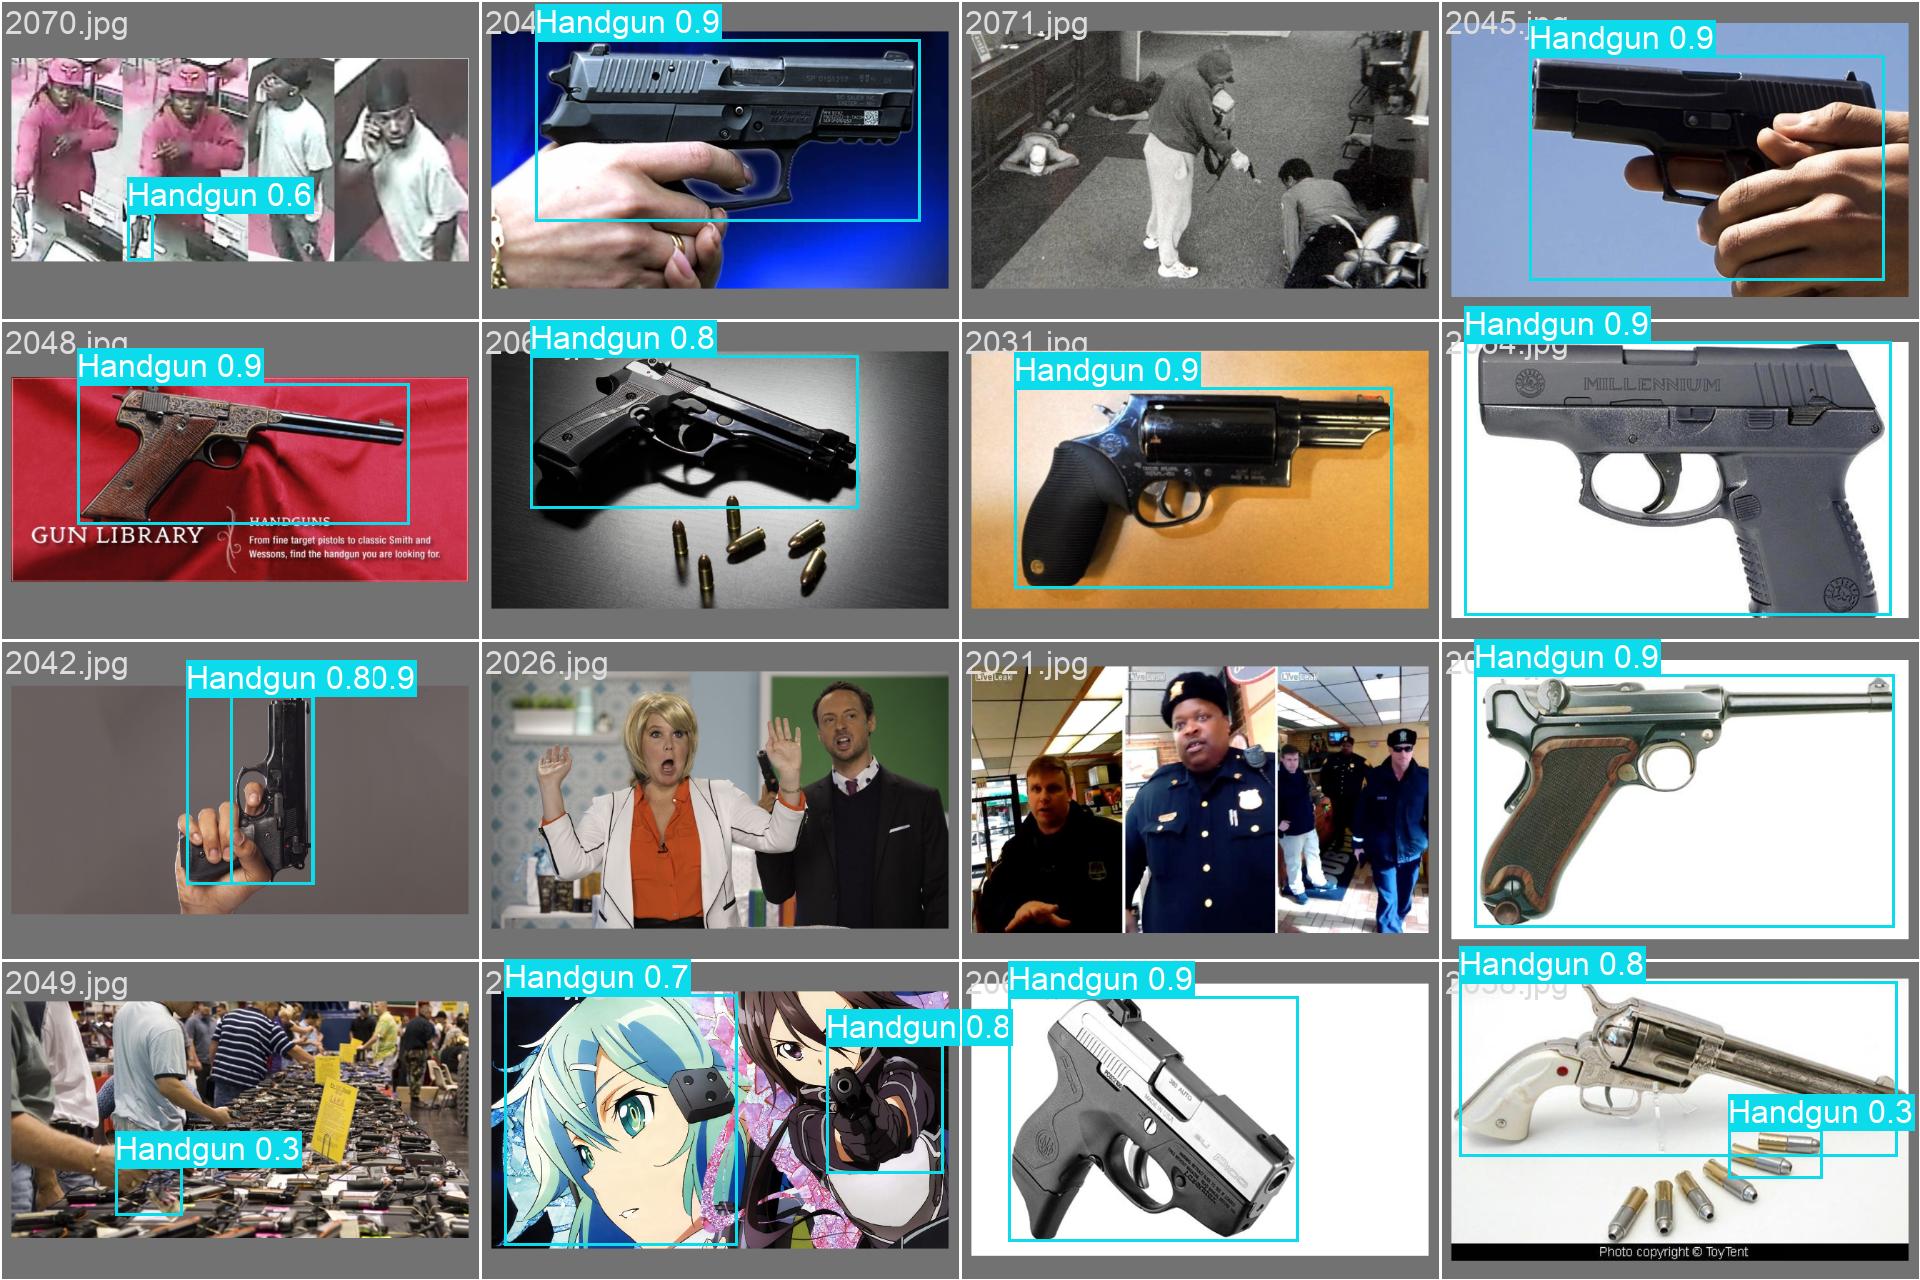 2070.jpg
204
Handgun 0.9
2071.jpg
2045.jpg
Handgun 0.9
Handgun 0.6
2048.jpg
Handgun 0.9
206
Handgun 0.8
2031.jpg
Handgun 0.9
Handgun 0.9
MILLENNIUM
GUN LIBRARY
HANDGUNS
From fine target pistols to classic Smith and
Wessons, find the handgun you are looking for.
2042.jpg
Handgun 0.80.9
2026.jpg
2021.jpg
LiveLeak
LiveLeak
LiveLeak
Handgun 0.9
2049.jpg
Handgun 0.3
Handgun 0.7
Handgun 0.8
206
Handgun 0.9
Handgun 0.8
Handgun 0.3
Photo copyright © ToyTent